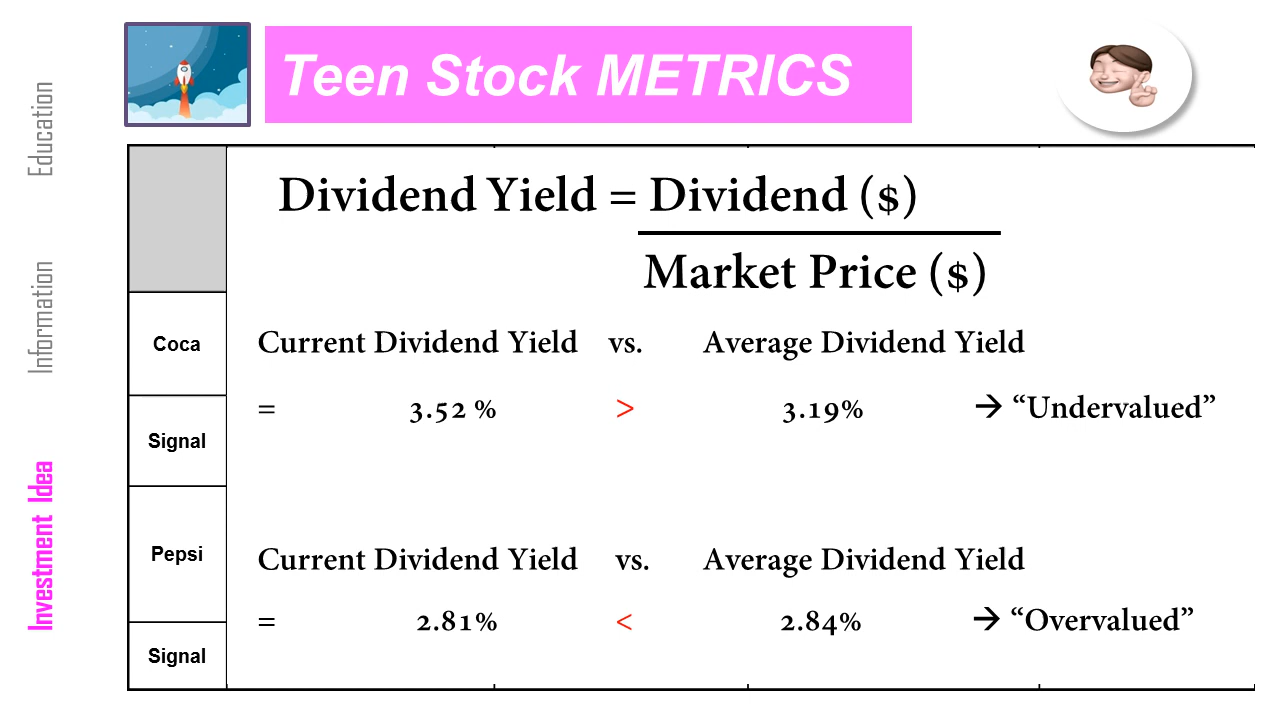 Teen Stock METRICS
Education
Information
Investment Idea
Dividend Yield = Dividend ($)
Market Price ($)
Coca
Current Dividend Yield vs. Average Dividend Yield
= 3.52 % > 3.19% → “Undervalued”
Signal
Pepsi
Current Dividend Yield vs. Average Dividend Yield
= 2.81% < 2.84% → “Overvalued”
Signal